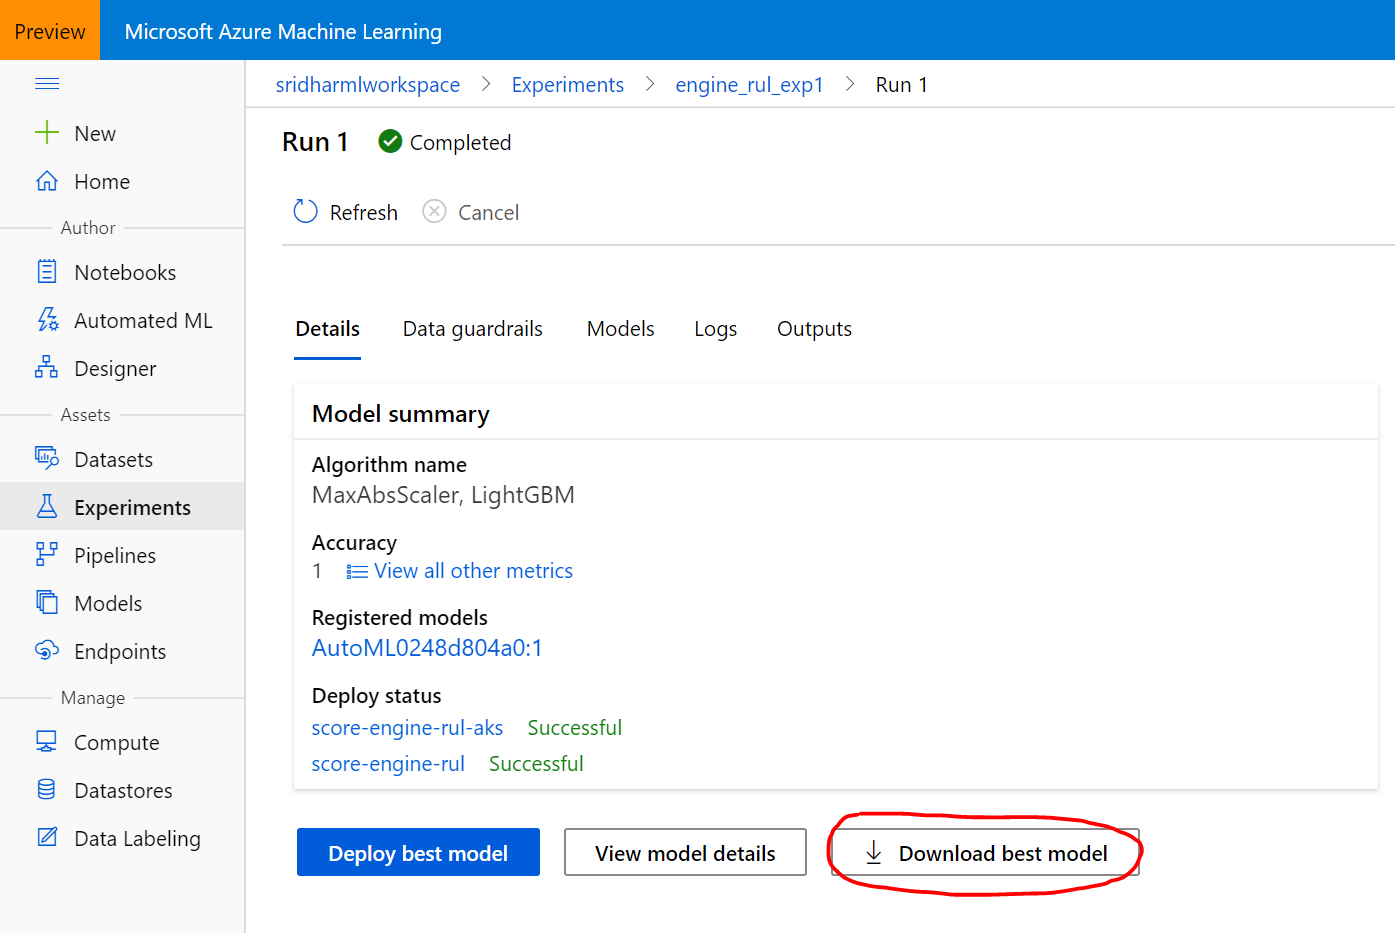 Preview
Microsoft Azure Machine Learning
sridharmlworkspace > Experiments > engine_rul_exp1 > Run 1
New
Home
Author
Notebooks
Automated ML
Designer
Assets
Datasets
Experiments
Pipelines
Models
Endpoints
Manage
Compute
Datastores
Data Labeling
Run 1 Completed
Refresh Cancel
Details Data guardrails Models Logs Outputs
Model summary
Algorithm name
MaxAbsScaler, LightGBM
Accuracy
1 View all other metrics
Registered models
AutoML0248d804a0:1
Deploy status
score-engine-rul-aks Successful
score-engine-rul Successful
Deploy best model View model details Download best model